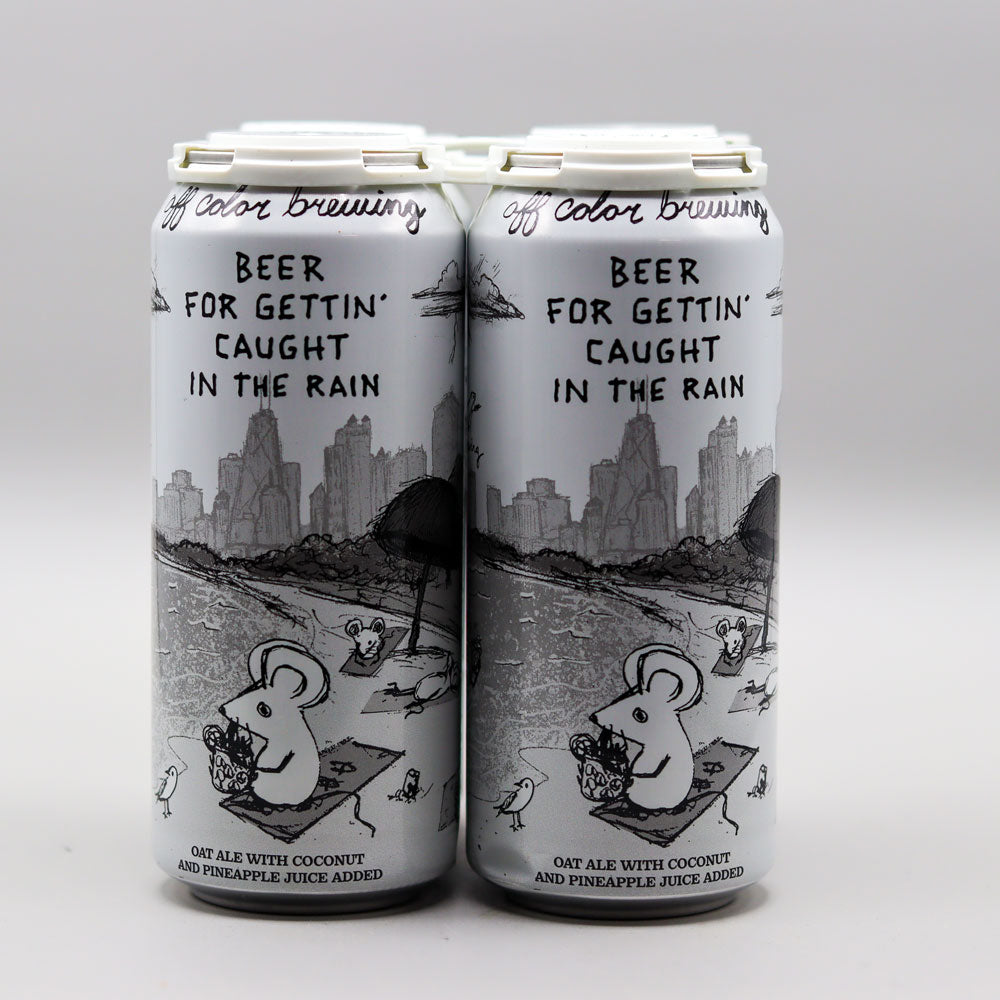 off color brewing
BEER
FOR GETTIN'
CAUGHT
IN THE RAIN
OAT ALE WITH COCONUT
AND PINEAPPLE JUICE ADDED
off color brewing
BEER
FOR GETTIN'
CAUGHT
IN THE RAIN
OAT ALE WITH COCONUT
AND PINEAPPLE JUICE ADDED